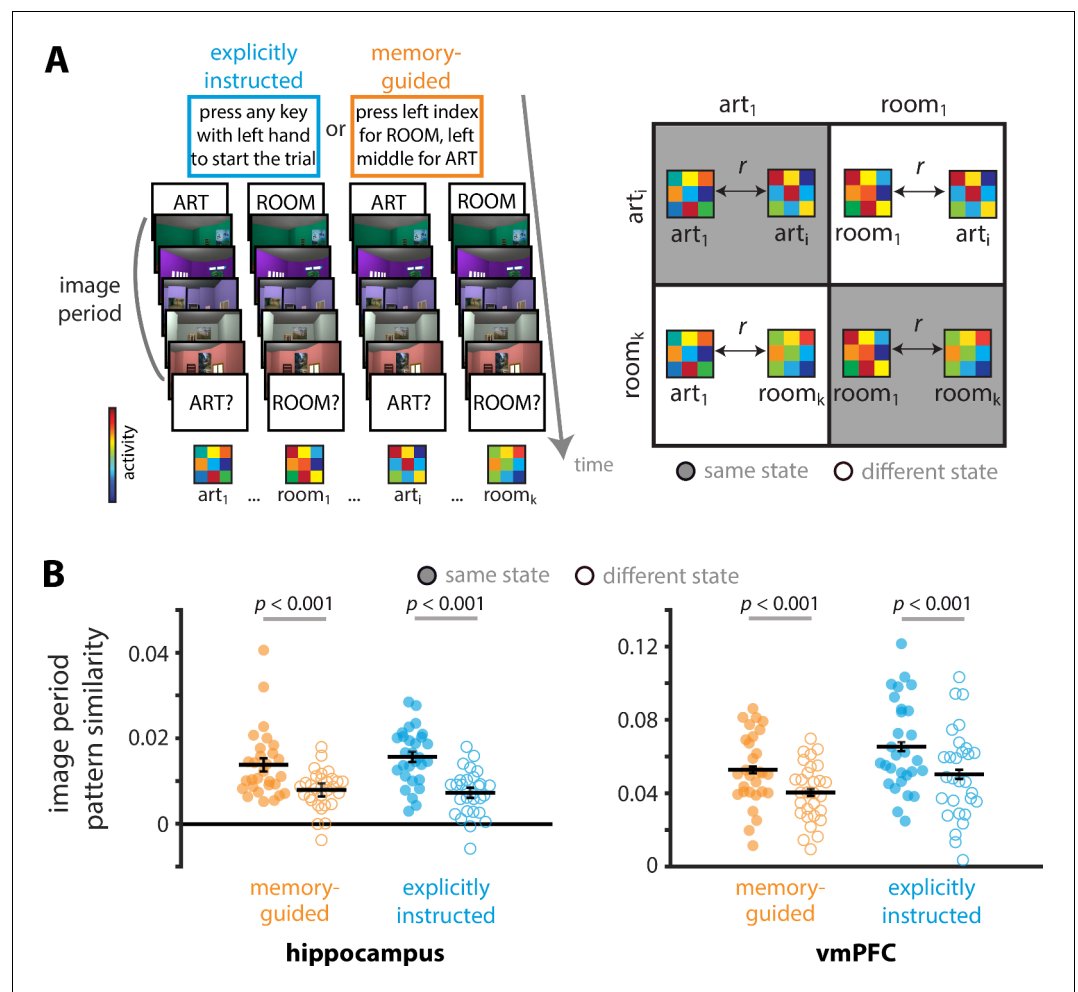 A
explicitly
instructed
memory-
guided
press any key
with left hand
to start the trial
or
press left index
for ROOM, left
middle for ART
ART
ROOM
ART
ROOM
image
period
ART?
ROOM?
ART?
ROOM?
activity
art1 ... room1 ... arti ... roomk
time
art1
room1
arti
r
art1
arti
r
room1
arti
roomk
r
art1
roomk
r
room1
roomk
same state
different state
B
same state
different state
image period
pattern similarity
p < 0.001
p < 0.001
0.04
0.02
0
memory-
guided
explicitly
instructed
hippocampus
p < 0.001
p < 0.001
0.12
0.08
0.04
0
memory-
guided
explicitly
instructed
vmPFC